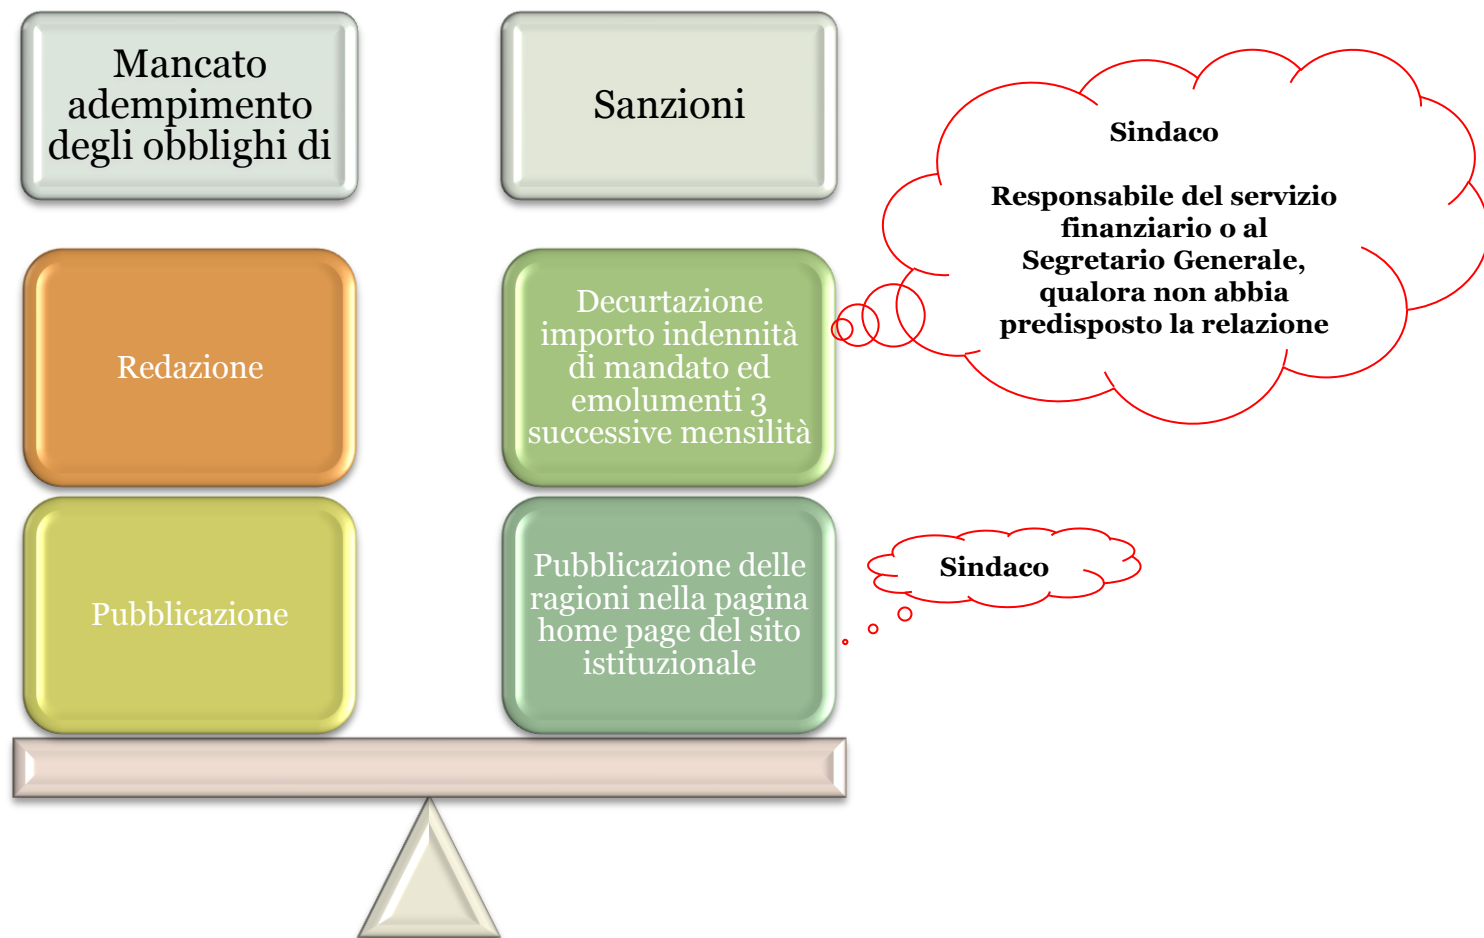 Mancato
adempimento
degli obblighi di
Sanzioni
Sindaco
Responsabile del servizio
finanziario o al
Segretario Generale,
qualora non abbia
predisposto la relazione
Redazione
Decurtazione
importo indennità
di mandato ed
emolumenti 3
successive mensilità
Pubblicazione
Pubblicazione delle
ragioni nella pagina
home page del sito
istituzionale
Sindaco